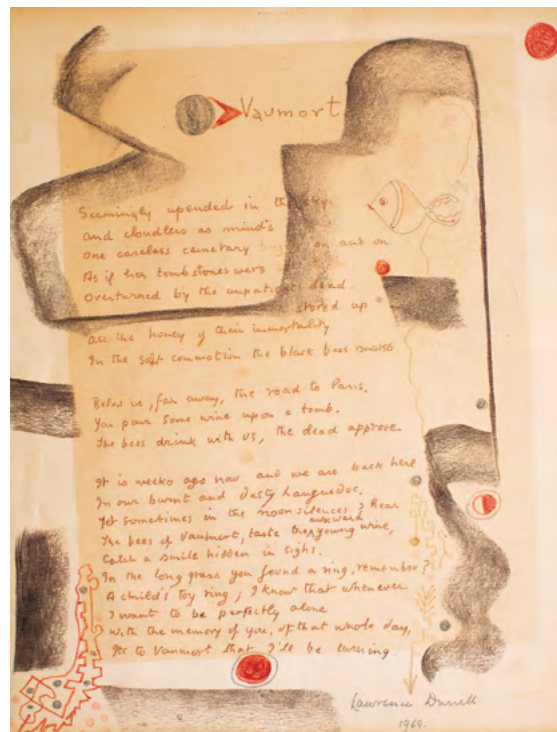 Vaumort.
Seemingly upended in the sky
and cloudless as minds
one careless cemetary on and on
As if her tombstones were
Overturned by the impatient dead
stored up
All the honey of their immortality
In the soft commotion the black bees make
Below us, far away, the road to Paris.
You pour some wine upon a tomb.
The bees drink with us, the dead approve.
It is weeks ago now and we are back here
In our burnt and dusty Languedoc,
Yet sometimes in the noon silences I hear
awkward
The bees of Vaumort, taste the young wine,
Catch a smile hidden in sighs.
In the long grass you found a ring, remember?
A child's toy ring; I know that whenever
I want to be perfectly alone
With the memory of you, of that whole day,
It's to Vaumort that I'll be turning.
Lawrence Durrell
1969.